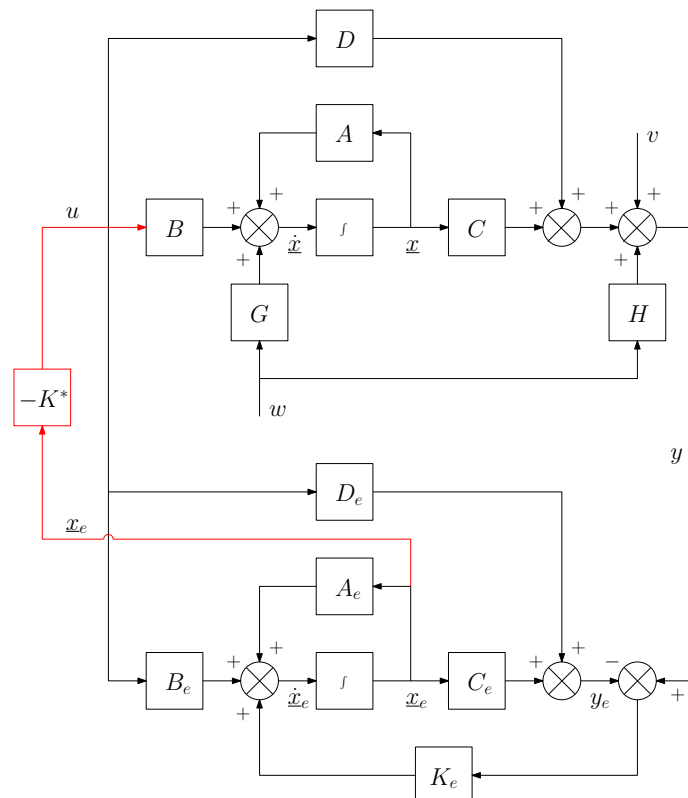 D
A
v
u
+ + + + + +
B
∫
C
+
ẋ
x
+
G
H
w
−K*
y
D_e
x_e
A_e
+ + + + −
B_e
∫
C_e
+
ẋ_e
x_e
y_e
+
K_e